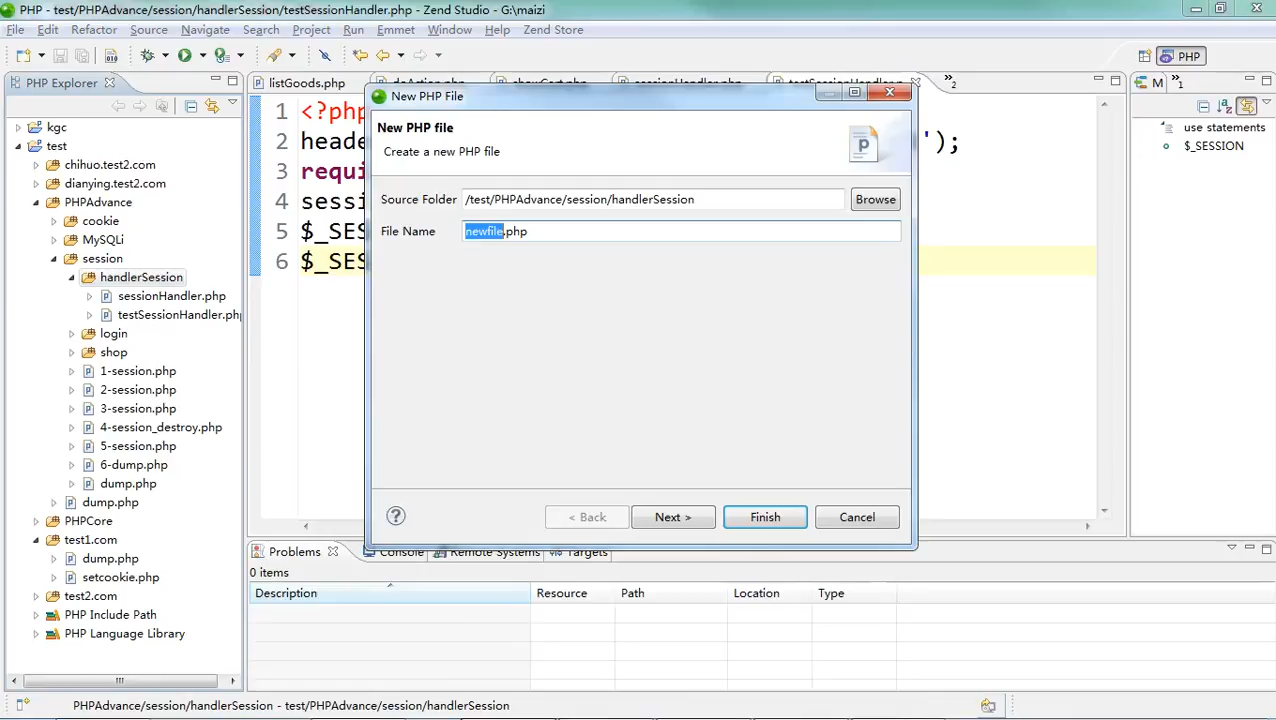 PHP - test/PHPAdvance/session/handlerSession/testSessionHandler.php - Zend Studio - G:\maizi
File Edit Refactor Source Navigate Search Project Run Emmet Window Help Zend Store
PHP
PHP Explorer
listGoods.php
M
2
1
kgc
test
chihuo.test2.com
dianying.test2.com
PHPAdvance
cookie
MySQLi
session
handlerSession
sessionHandler.php
testSessionHandler.php
login
shop
1-session.php
2-session.php
3-session.php
4-session_destroy.php
5-session.php
6-dump.php
dump.php
dump.php
PHPCore
test1.com
dump.php
setcookie.php
test2.com
PHP Include Path
PHP Language Library
1 <?php
2 heade ');
3 requi
4 sessi
5 $_SES
6 $_SES
New PHP File
New PHP file
Create a new PHP file
Source Folder /test/PHPAdvance/session/handlerSession Browse
File Name newfile.php
< Back Next > Finish Cancel
use statements
$_SESSION
Problems Console Remote Systems Targets
0 items
Description Resource Path Location Type
PHPAdvance/session/handlerSession - test/PHPAdvance/session/handlerSession